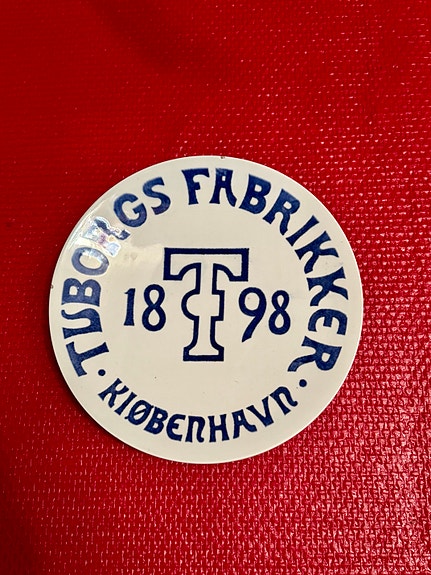 TUBORGS FABRIKKER
18 T 98
· KIØBENHAVN ·